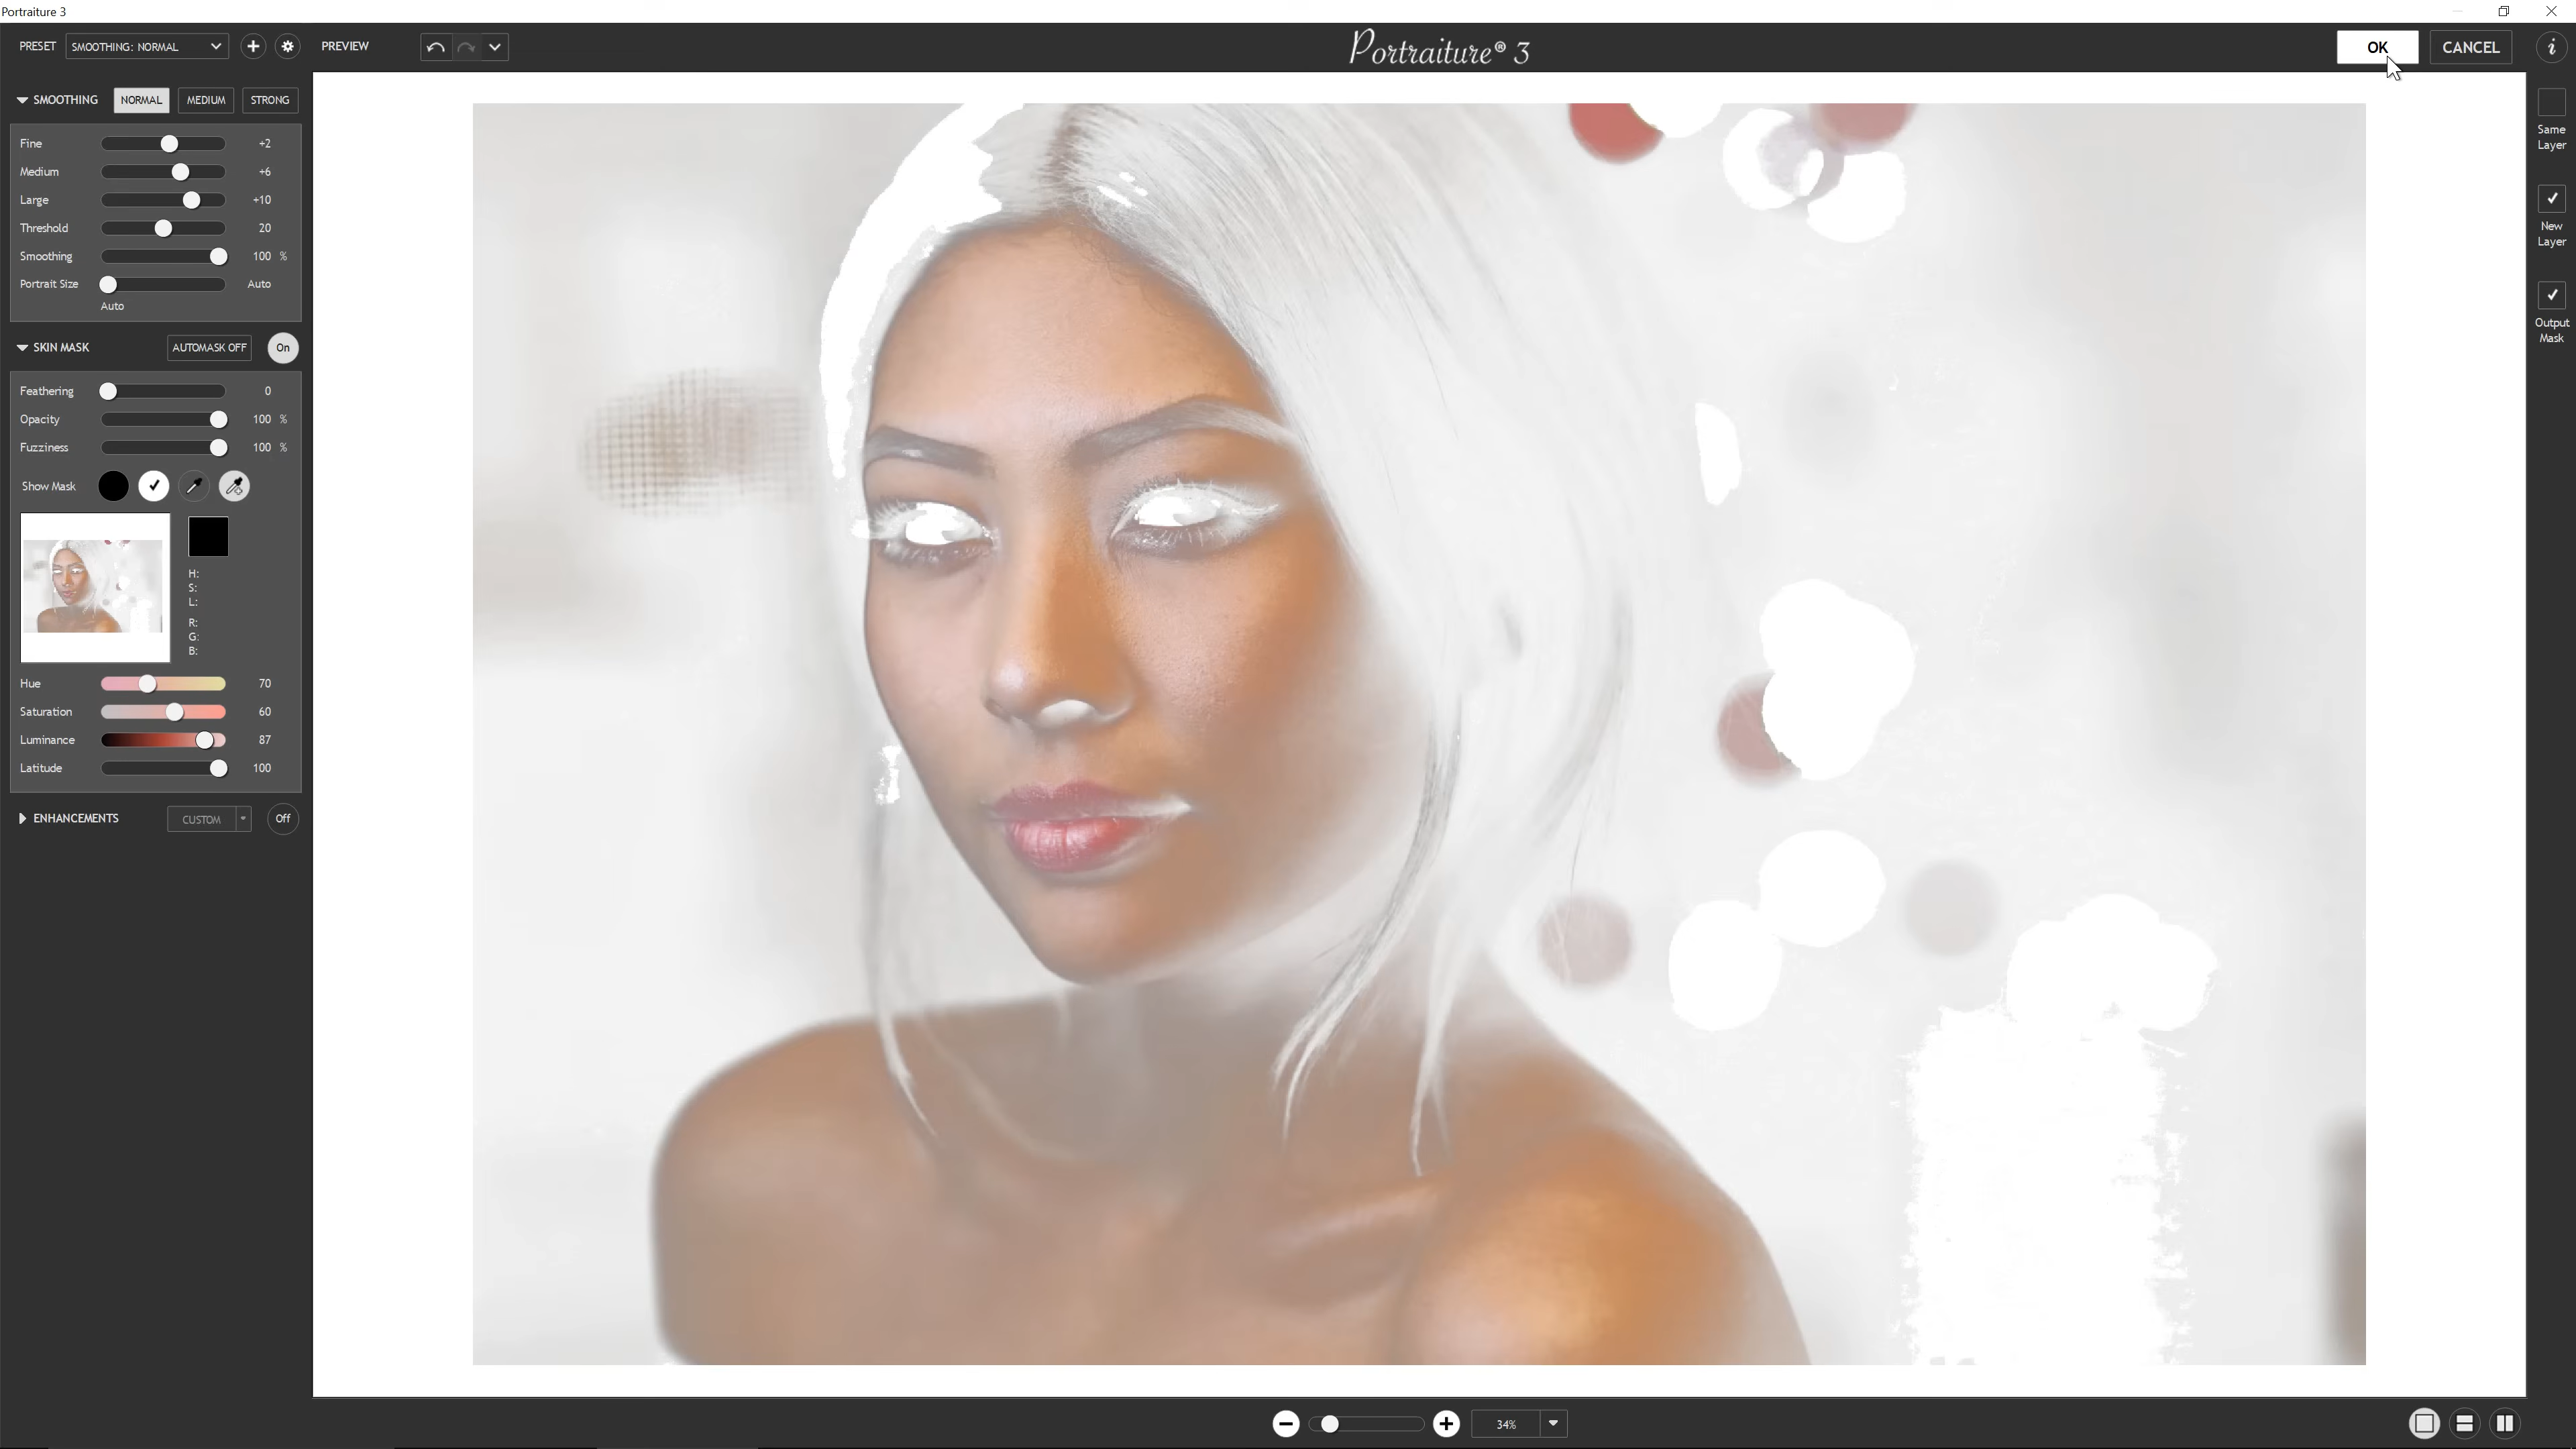 Portraiture 3
PRESET SMOOTHING: NORMAL PREVIEW Portraiture® 3 OK CANCEL i
SMOOTHING NORMAL MEDIUM STRONG
Fine +2
Medium +6
Large +10
Threshold 20
Smoothing 100 %
Portrait Size Auto
Auto
SKIN MASK AUTOMASK OFF On
Feathering 0
Opacity 100 %
Fuzziness 100 %
Show Mask
H:
S:
L:
R:
G:
B:
Hue 70
Saturation 60
Luminance 87
Latitude 100
ENHANCEMENTS CUSTOM Off
Same
Layer
New
Layer
Output
Mask
34%